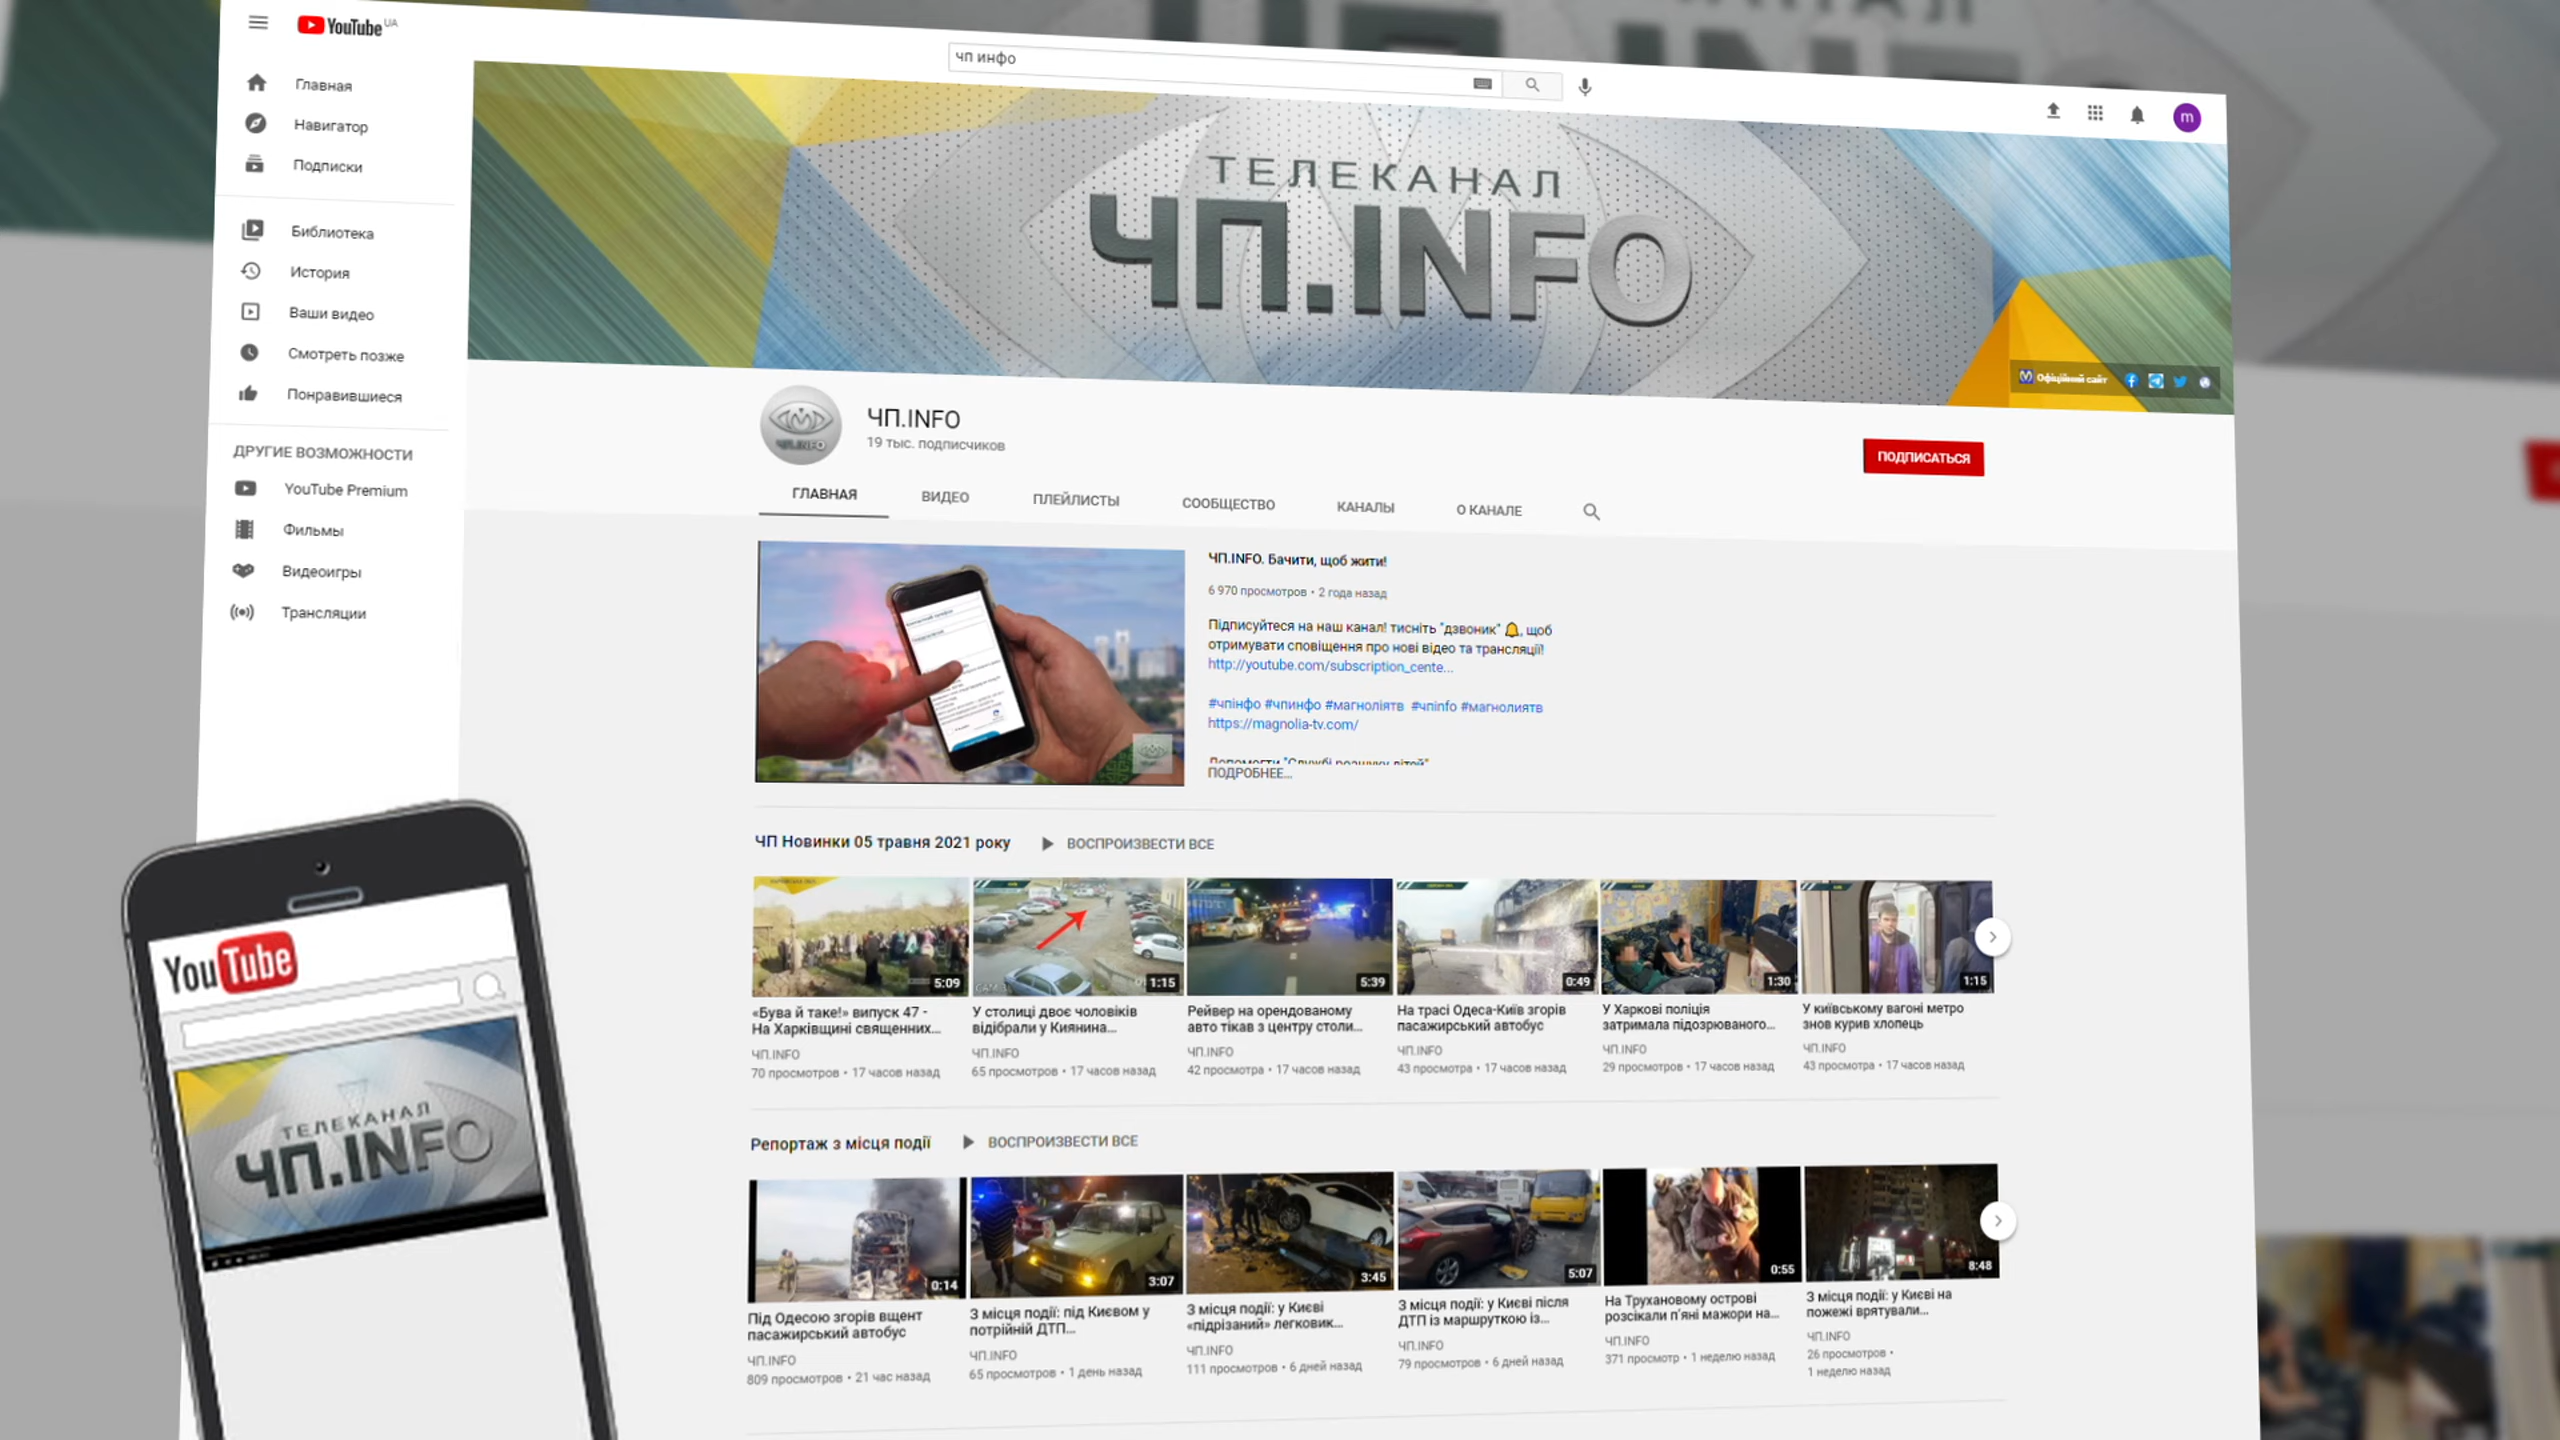 YouTube UA
чп инфо
m
Главная
Навигатор
Подписки
Библиотека
История
Ваши видео
Смотреть позже
Понравившиеся
ДРУГИЕ ВОЗМОЖНОСТИ
YouTube Premium
Фильмы
Видеоигры
Трансляции
ТЕЛЕКАНАЛ
ЧП.INFO
Офіційний сайт
ЧП.INFO
19 тыс. подписчиков
ПОДПИСАТЬСЯ
ГЛАВНАЯ ВИДЕО ПЛЕЙЛИСТЫ СООБЩЕСТВО КАНАЛЫ О КАНАЛЕ
ЧП.INFO. Бачити, щоб жити!
6 970 просмотров • 2 года назад
Підписуйтеся на наш канал! тисніть "дзвоник" 🔔, щоб
отримувати сповіщення про нові відео та трансляції!
http://youtube.com/subscription_cente...
#чпінфо #чпинфо #магноліятв #чпinfo #магнолиятв
https://magnolia-tv.com/
Допомогти "Службі розшуку дітей"
ПОДРОБНЕЕ...
ЧП Новинки 05 травня 2021 року ВОСПРОИЗВЕСТИ ВСЕ
5:09 1:15 5:39 0:49 1:30 1:15
«Бува й таке!» випуск 47 -
На Харківщині священних...
ЧП.INFO
70 просмотров • 17 часов назад
У столиці двоє чоловіків
відібрали у Киянина...
ЧП.INFO
65 просмотров • 17 часов назад
Рейвер на орендованому
авто тікав з центру столи...
ЧП.INFO
42 просмотра • 17 часов назад
На трасі Одеса-Київ згорів
пасажирський автобус
ЧП.INFO
43 просмотра • 17 часов назад
У Харкові поліція
затримала підозрюваного...
ЧП.INFO
29 просмотров • 17 часов назад
У київському вагоні метро
знов курив хлопець
ЧП.INFO
43 просмотра • 17 часов назад
Репортаж з місця події ВОСПРОИЗВЕСТИ ВСЕ
0:14 3:07 3:45 5:07 0:55 8:48
Під Одесою згорів вщент
пасажирський автобус
ЧП.INFO
809 просмотров • 21 час назад
З місця події: під Києвом у
потрійній ДТП...
ЧП.INFO
65 просмотров • 1 день назад
З місця події: у Києві
«підрізаний» легковик...
ЧП.INFO
111 просмотров • 6 дней назад
З місця події: у Києві після
ДТП із маршруткою із...
ЧП.INFO
79 просмотров • 6 дней назад
На Трухановому острові
розсікали п'яні мажори на...
ЧП.INFO
371 просмотр • 1 неделю назад
З місця події: у Києві на
пожежі врятували...
ЧП.INFO
26 просмотров •
1 неделю назад
YouTube
ТЕЛЕКАНАЛ
ЧП.INFO